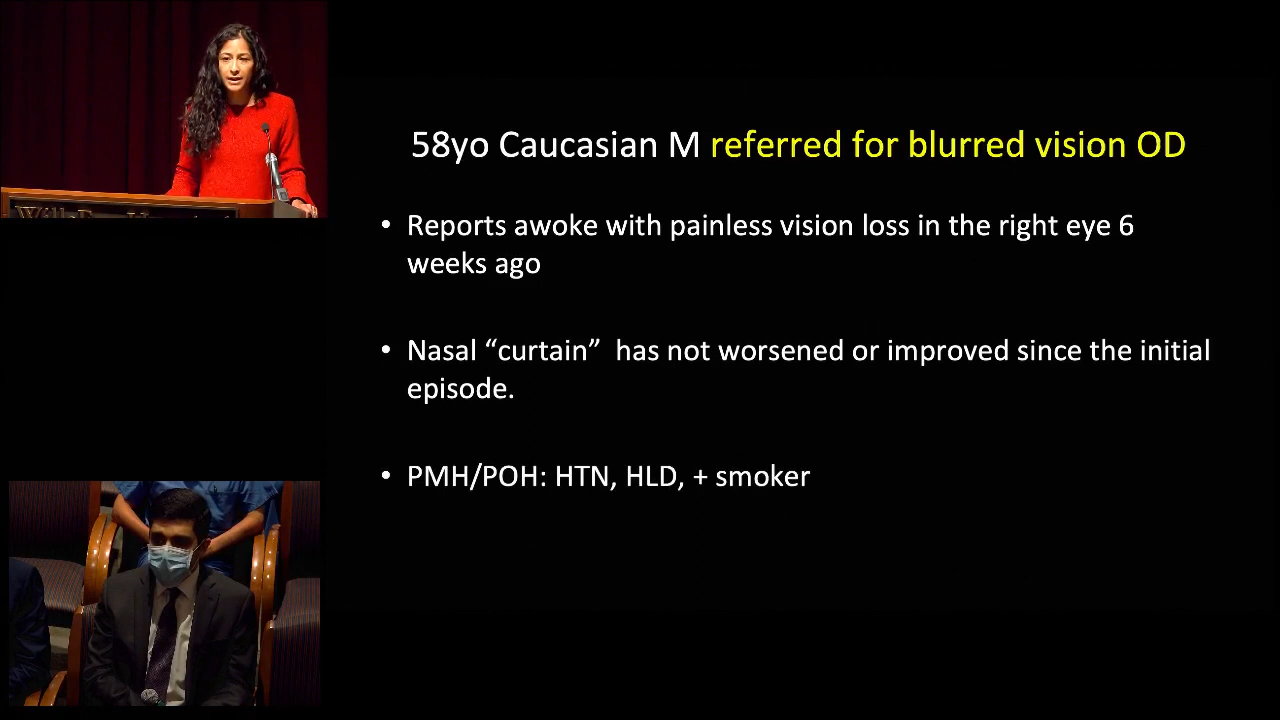 58yo Caucasian M referred for blurred vision OD
• Reports awoke with painless vision loss in the right eye 6
weeks ago
• Nasal “curtain” has not worsened or improved since the initial
episode.
• PMH/POH: HTN, HLD, + smoker